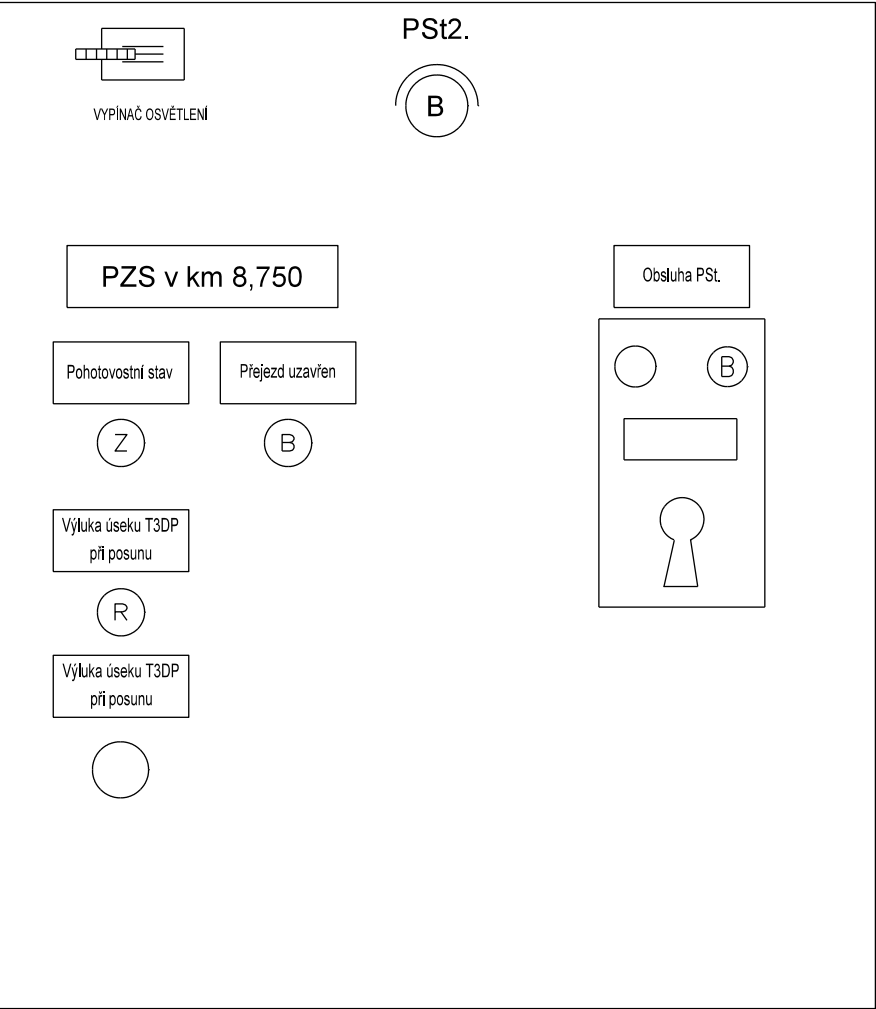 PSt2.
B
VYPÍNAČ OSVĚTLENÍ
PZS v km 8,750
Obsluha PSt.
B
Pohotovostní stav
Přejezd uzavřen
Z
B
Výluka úseku T3DP
při posunu
R
Výluka úseku T3DP
při posunu